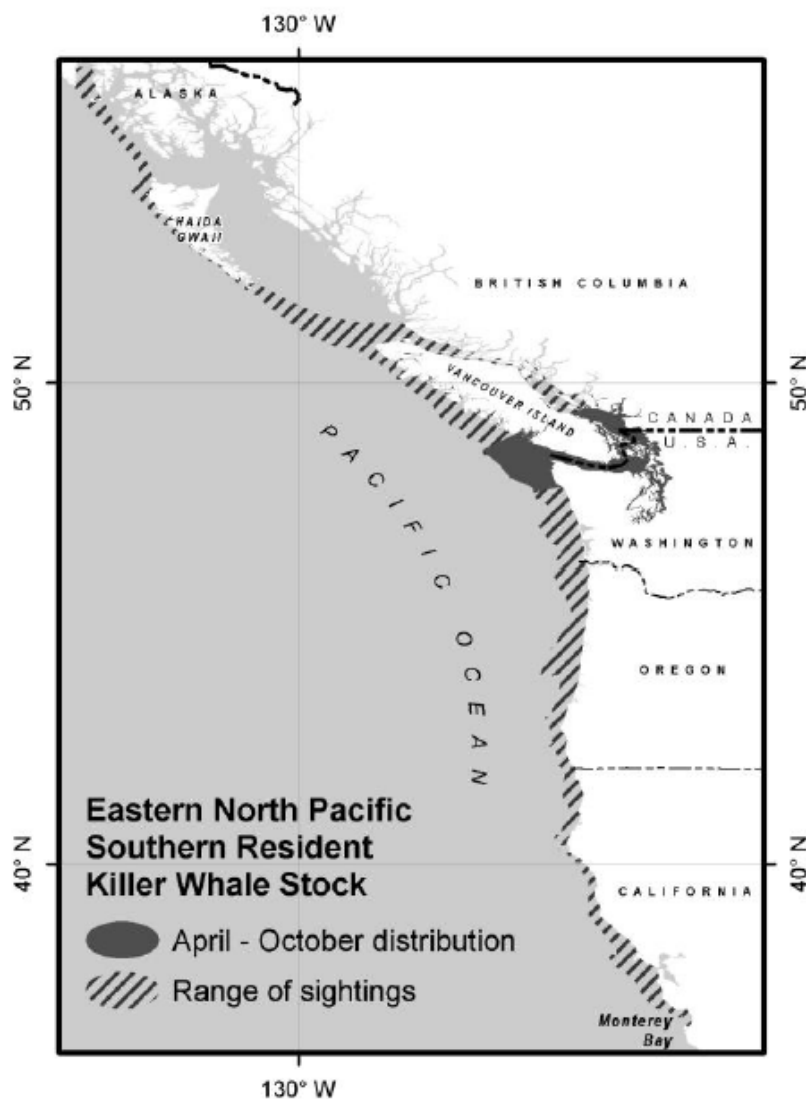 130° W
ALASKA
HAIDA
GWAII
BRITISH COLUMBIA
50° N
50° N
VANCOUVER ISLAND
CANADA
U.S.A.
PACIFIC OCEAN
WASHINGTON
OREGON
Eastern North Pacific
Southern Resident
Killer Whale Stock
40° N
40° N
CALIFORNIA
April - October distribution
Range of sightings
Monterey
Bay
130° W